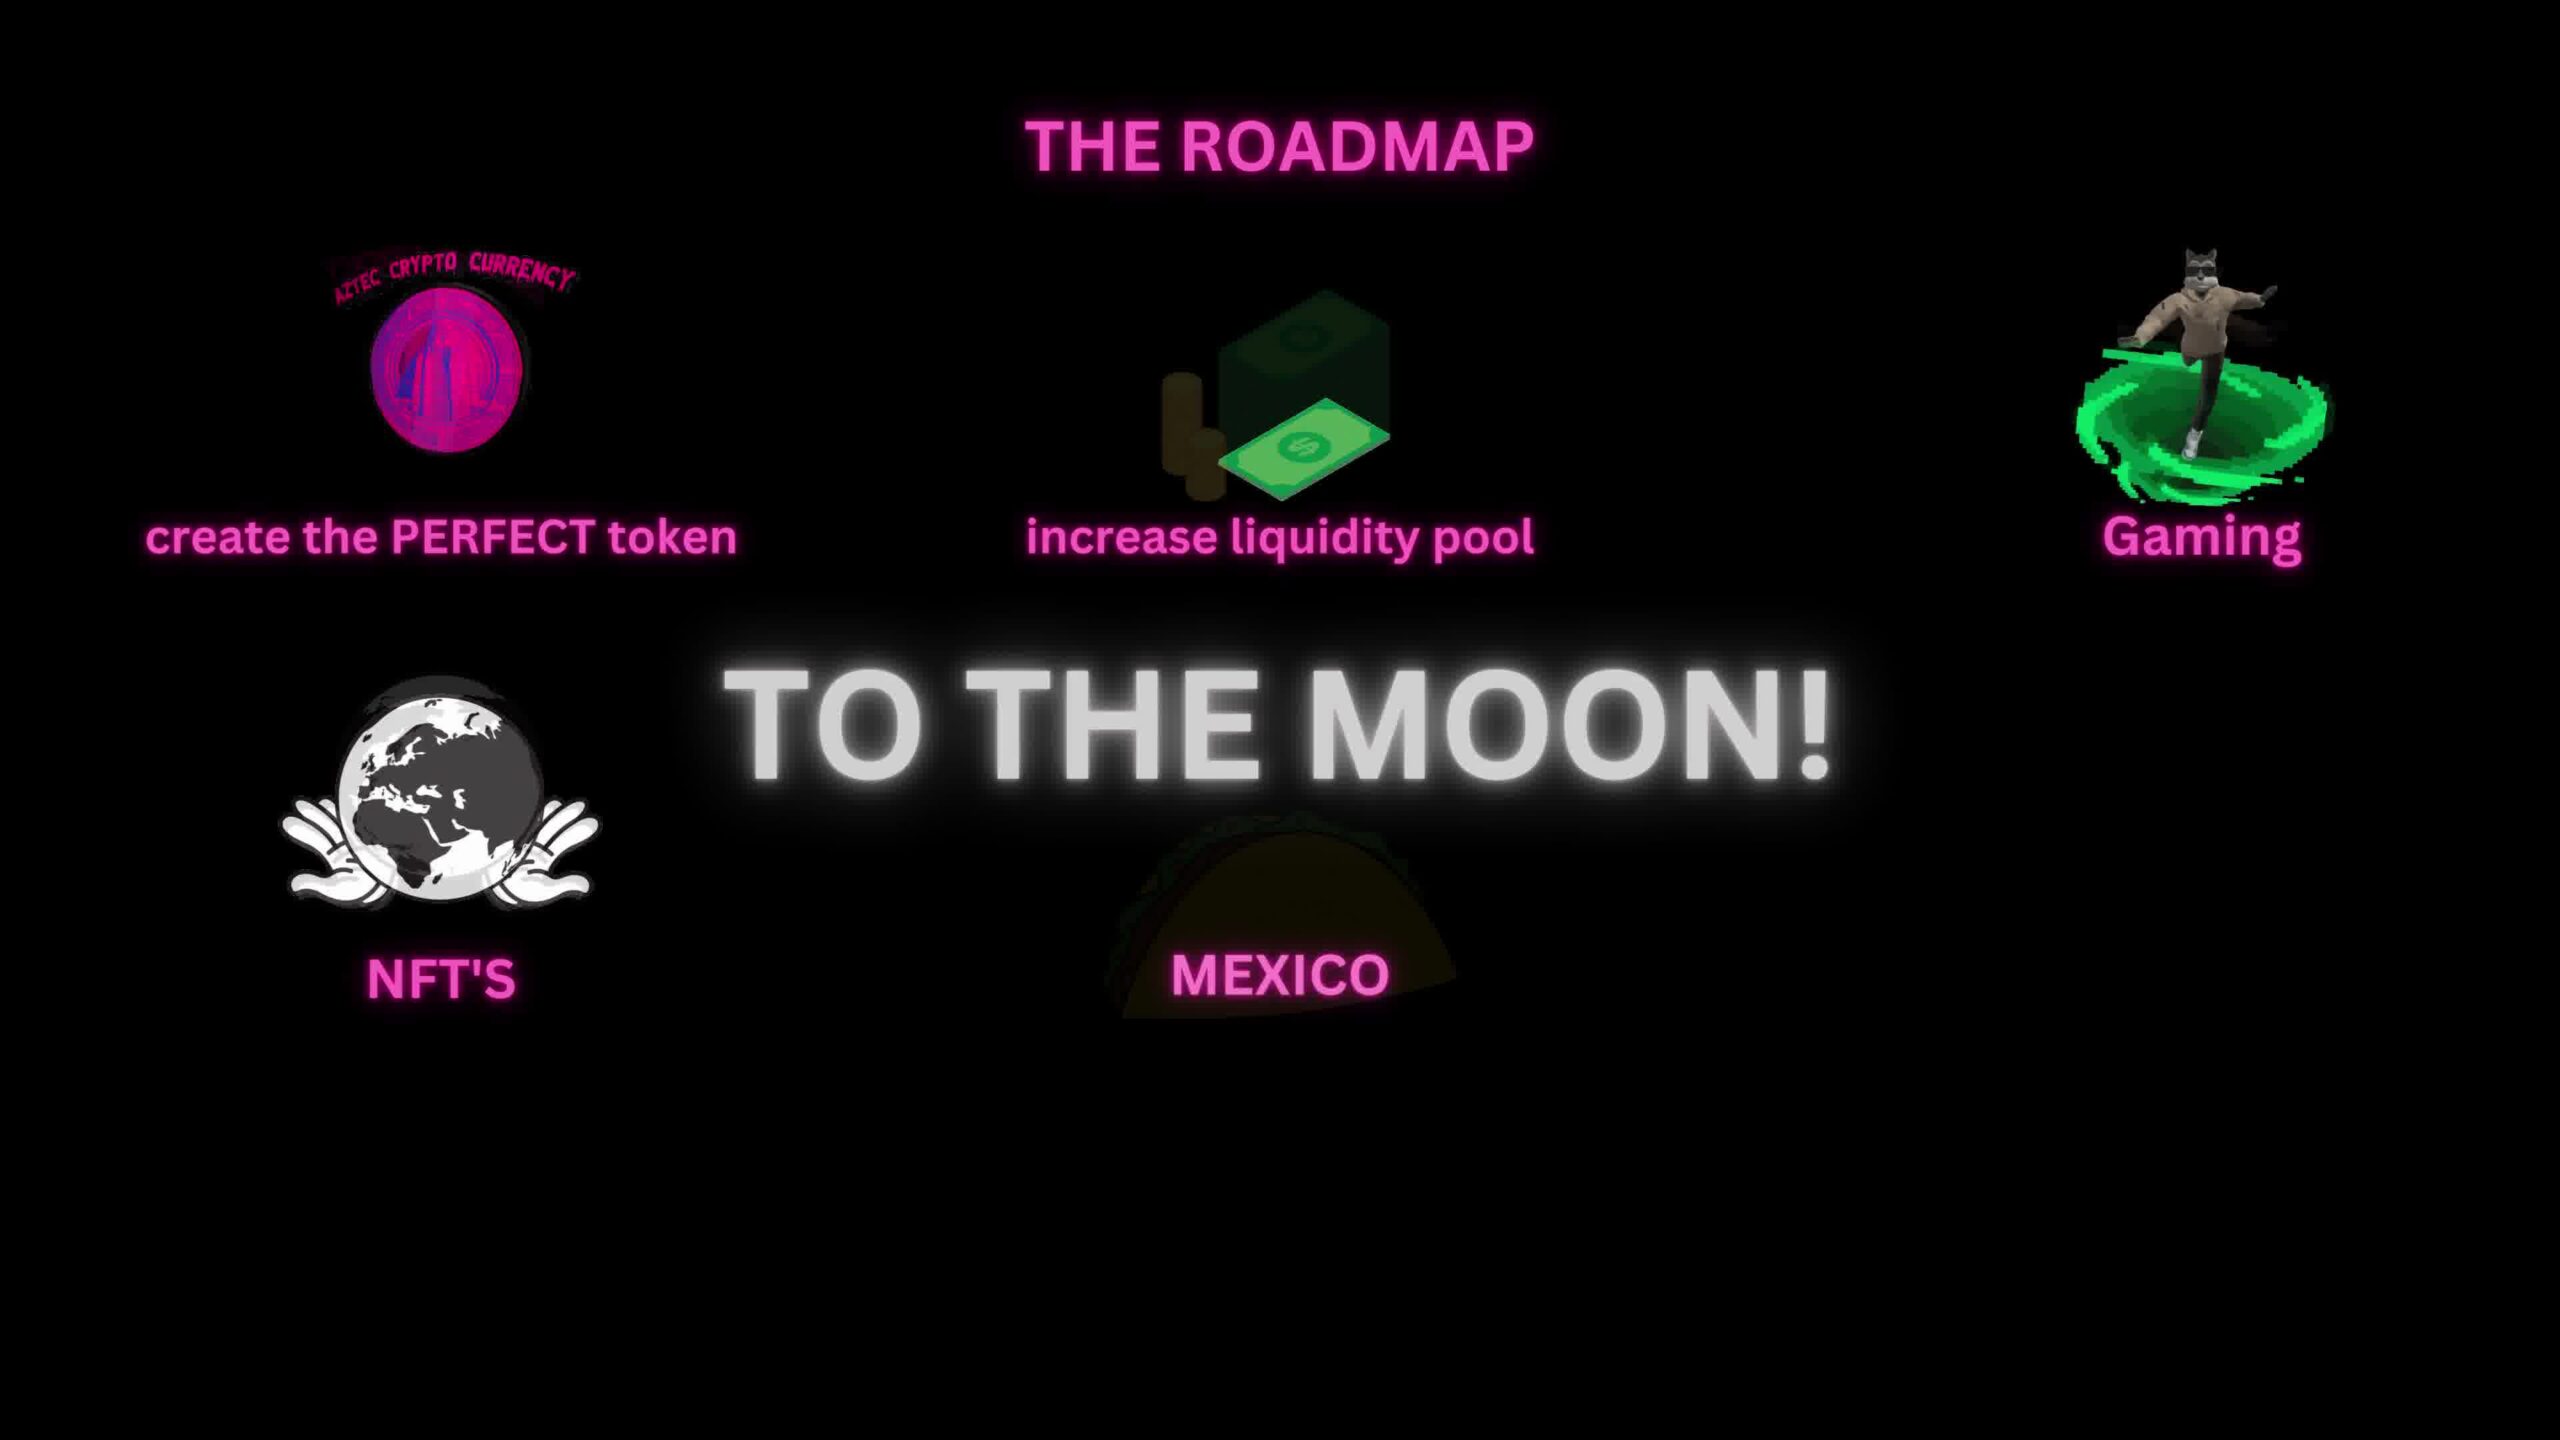 THE ROADMAP
AZTEC CRYPTO CURRENCY
create the PERFECT token
increase liquidity pool
$
Gaming
TO THE MOON!
NFT'S
MEXICO